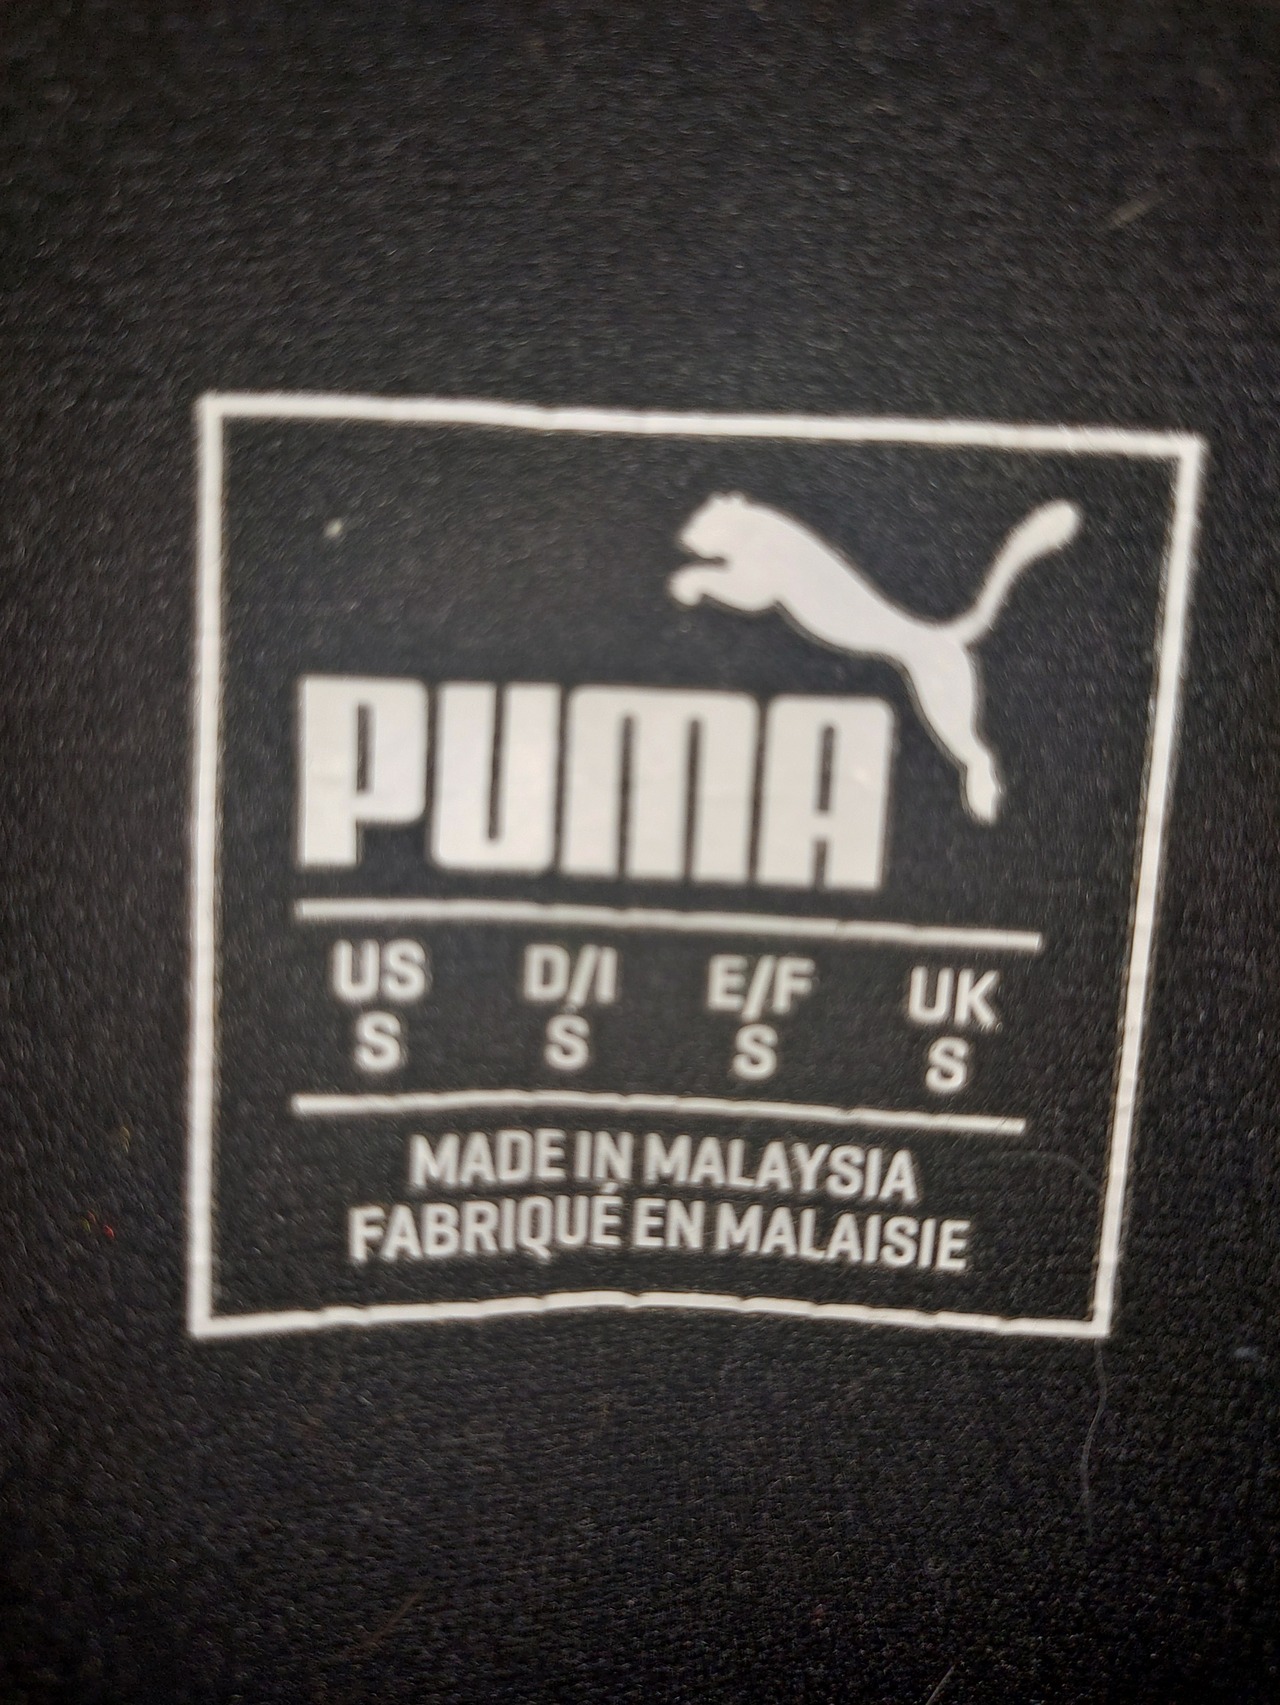 PUMA
US D/I E/F UK
S S S S
MADE IN MALAYSIA
FABRIQUÉ EN MALAISIE